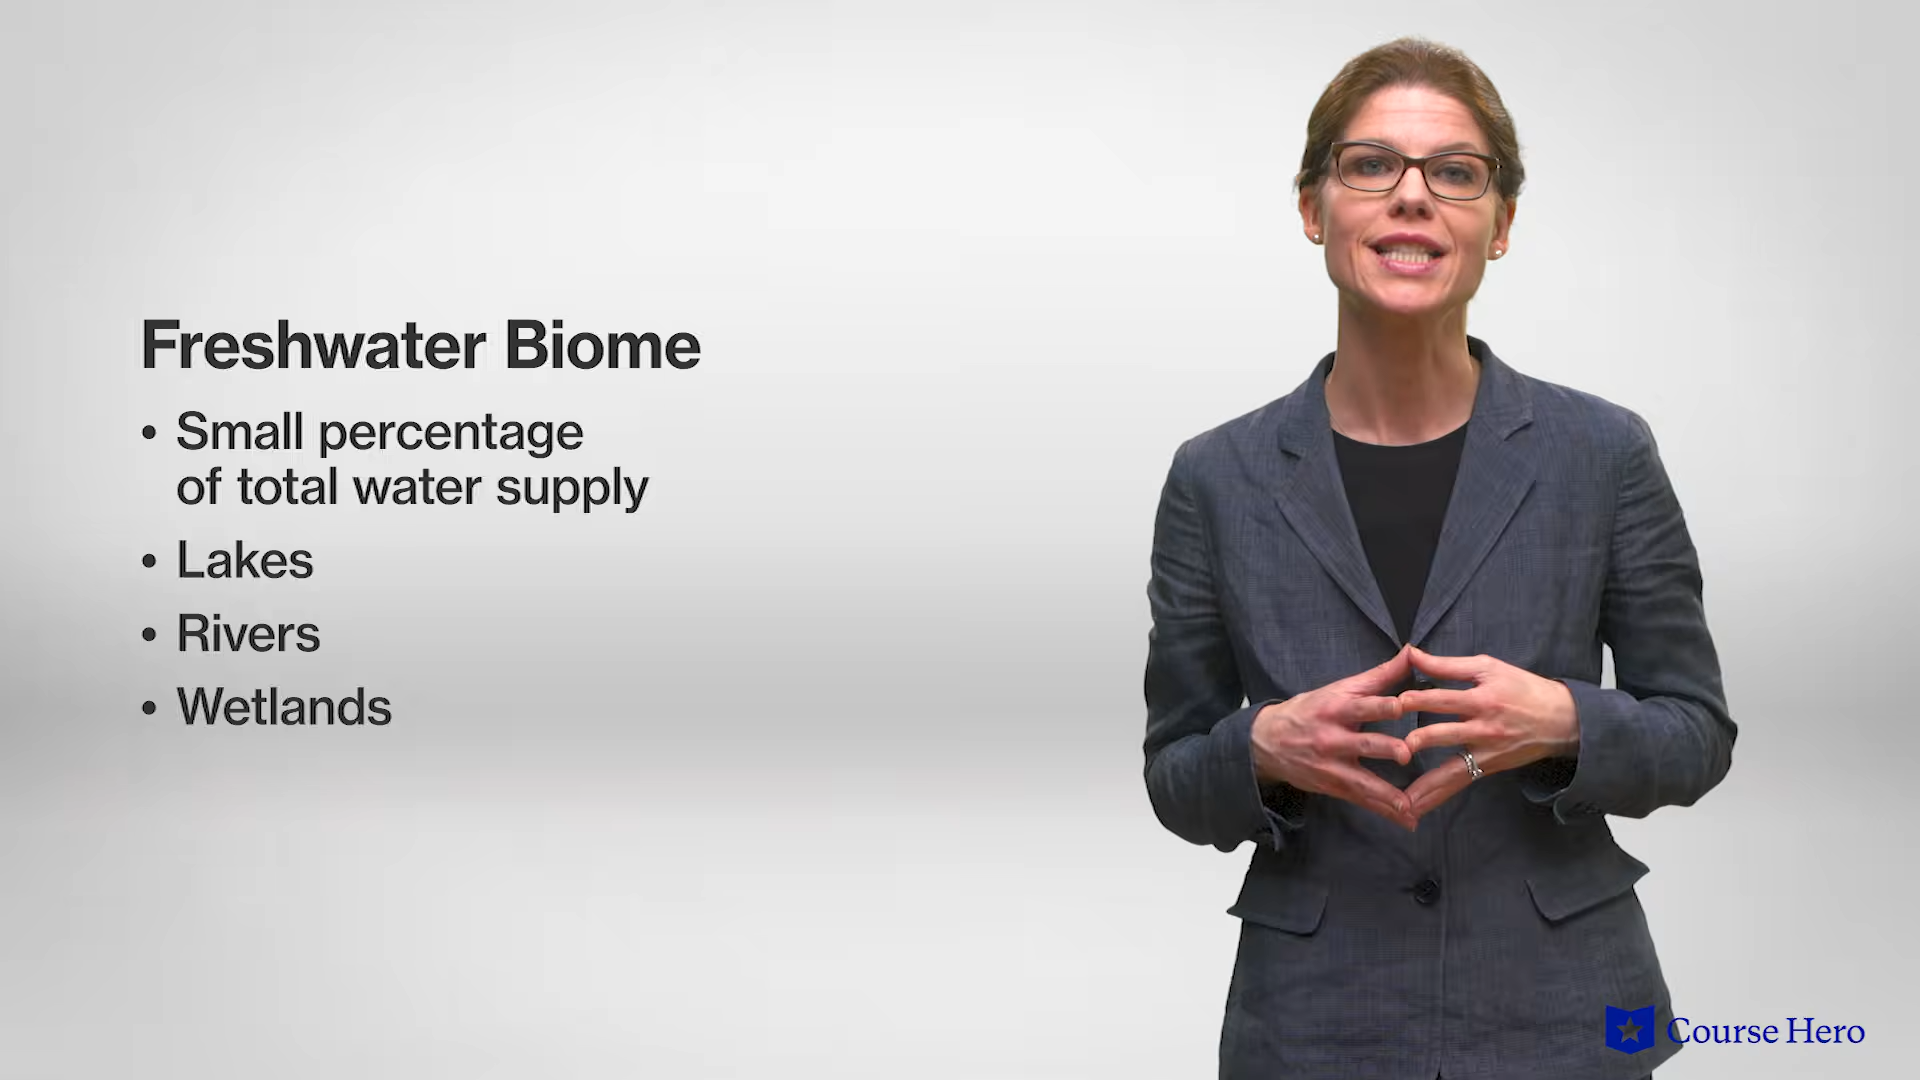 Freshwater Biome
• Small percentage
of total water supply
• Lakes
• Rivers
• Wetlands
Course Hero